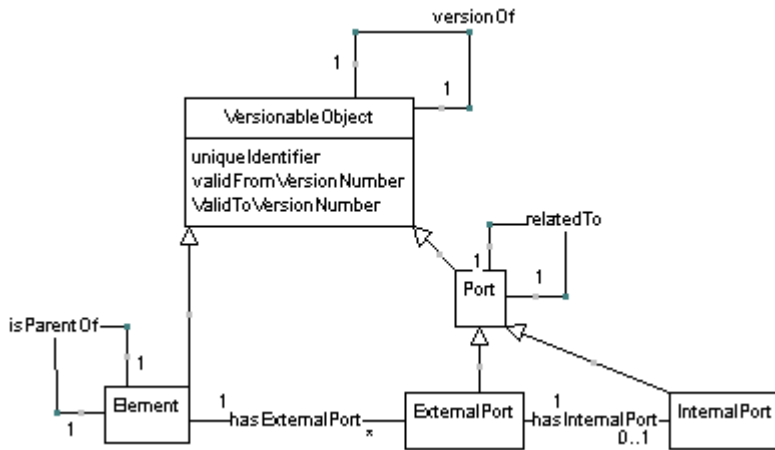 versionOf
1
1
VersionableObject
uniqueIdentifier
validFromVersionNumber
ValidToVersionNumber
relatedTo
1
1
Port
isParentOf
1
1
Element
1
hasExternalPort
*
ExternalPort
1
hasInternalPort
0..1
InternalPort